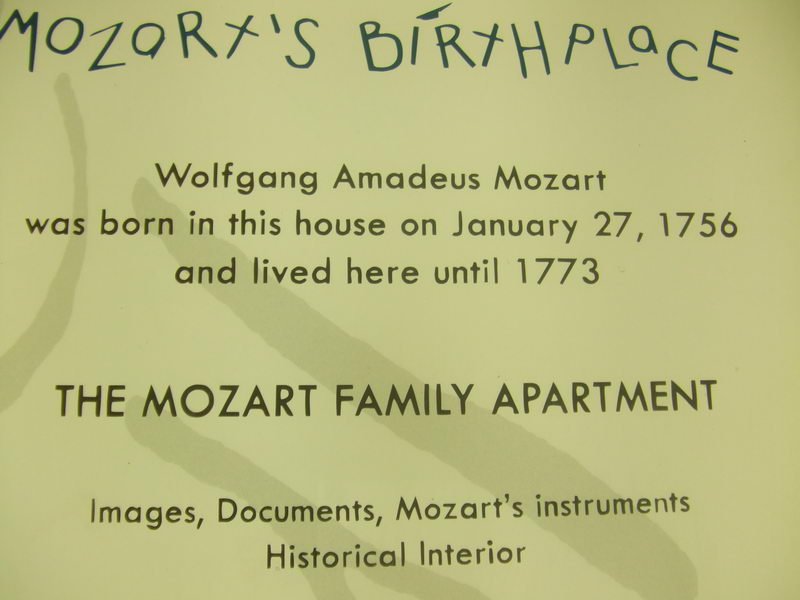 MOZART'S BIRTHPLACE
Wolfgang Amadeus Mozart
was born in this house on January 27, 1756
and lived here until 1773
THE MOZART FAMILY APARTMENT
Images, Documents, Mozart's instruments
Historical Interior